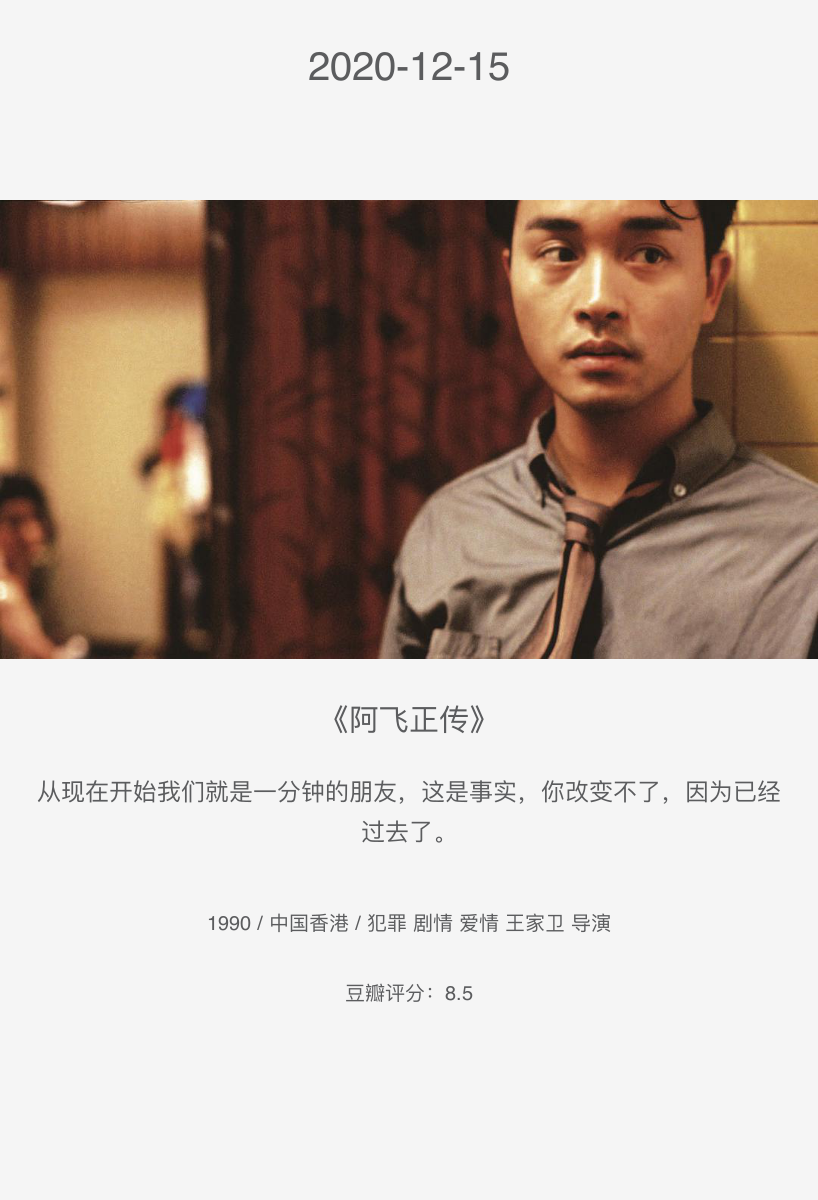 2020-12-15
《阿飞正传》
从现在开始我们就是一分钟的朋友，这是事实，你改变不了，因为已经
过去了。
1990 / 中国香港 / 犯罪 剧情 爱情 王家卫 导演
豆瓣评分：8.5